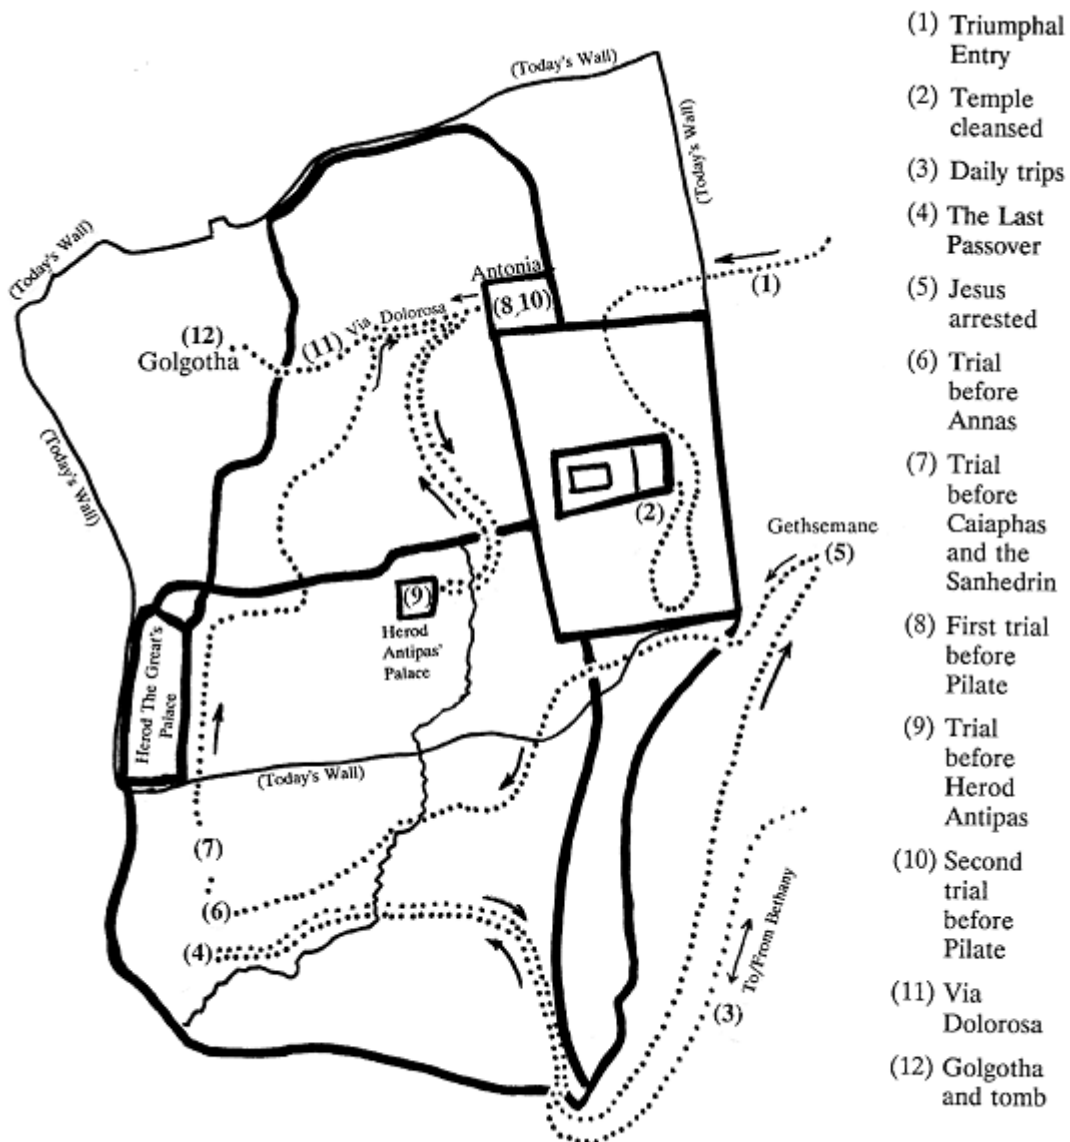 (Today's Wall)
(Today's Wall)
(Today's Wall)
(Today's Wall)
Antonia
(8,10)
(1)
Via Dolorosa
(11)
(12)
Golgotha
(2)
Gethsemane
(5)
(9)
Herod
Antipas'
Palace
Herod The Great's
Palace
(Today's Wall)
(7)
(6)
(4)
(3)
To/From Bethany
(1) Triumphal
Entry
(2) Temple
cleansed
(3) Daily trips
(4) The Last
Passover
(5) Jesus
arrested
(6) Trial
before
Annas
(7) Trial
before
Caiaphas
and the
Sanhedrin
(8) First trial
before
Pilate
(9) Trial
before
Herod
Antipas
(10) Second
trial
before
Pilate
(11) Via
Dolorosa
(12) Golgotha
and tomb